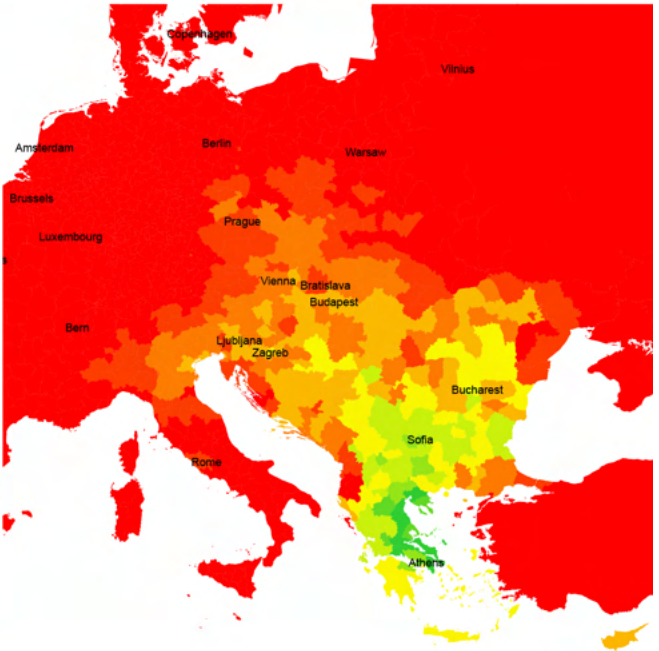 Copenhagen
Vilnius
Berlin
Amsterdam
Warsaw
Brussels
Prague
Luxembourg
s
Vienna
Bratislava
Budapest
Bern
Ljubljana
Zagreb
Bucharest
Sofia
Rome
Athens